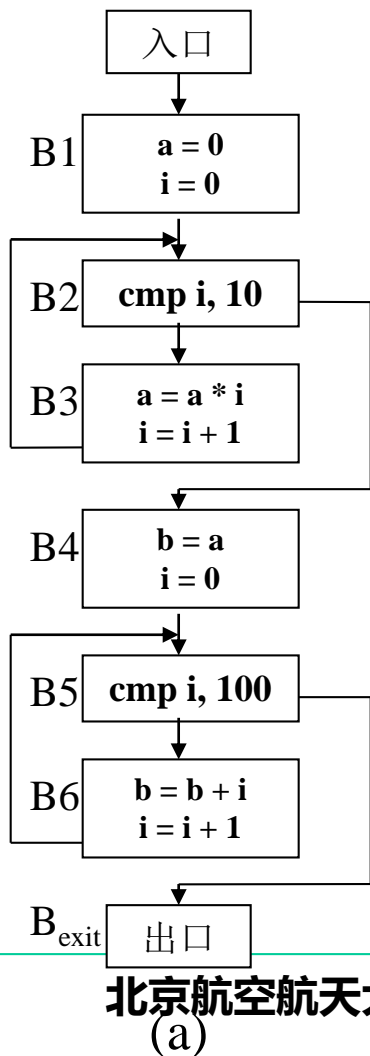 入口
B1
a = 0
i = 0
B2
cmp i, 10
B3
a = a * i
i = i + 1
B4
b = a
i = 0
B5
cmp i, 100
B6
b = b + i
i = i + 1
Bexit
出口
北京航空航天
(a)